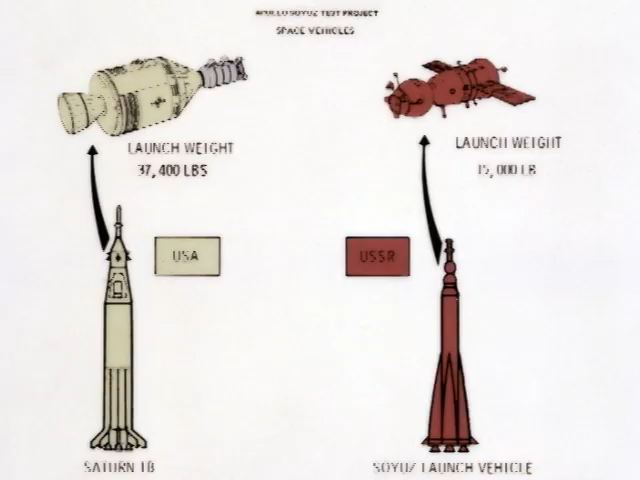 APOLLO SOYUZ TEST PROJECT
SPACE VEHICLES
LAUNCH WEIGHT
37,400 LBS
LAUNCH WEIGHT
15,000 LB
USA
USSR
SATURN IB
SOYUZ LAUNCH VEHICLE